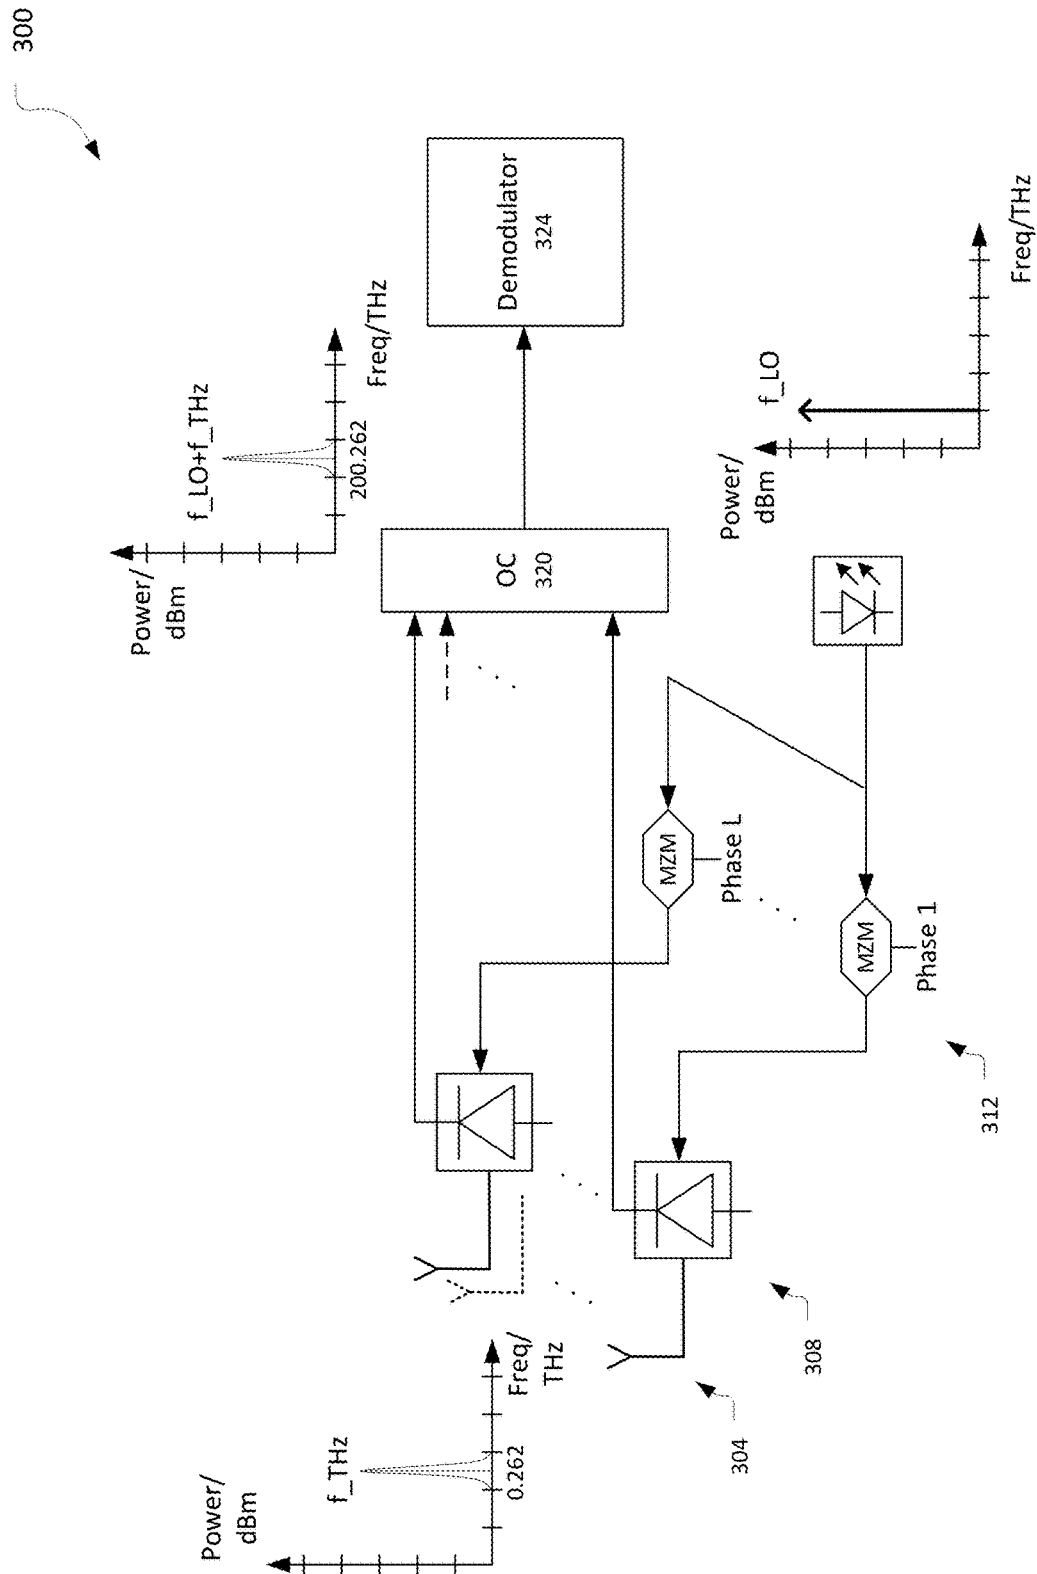 300
Power/
dBm
f_LO+f_THz
200.262
Freq/THz
Demodulator
324
OC
320
Power/
dBm
f_LO
Freq/THz
MZM
Phase L
MZM
Phase 1
312
Power/
dBm
f_THz
0.262
Freq/
THz
304
308